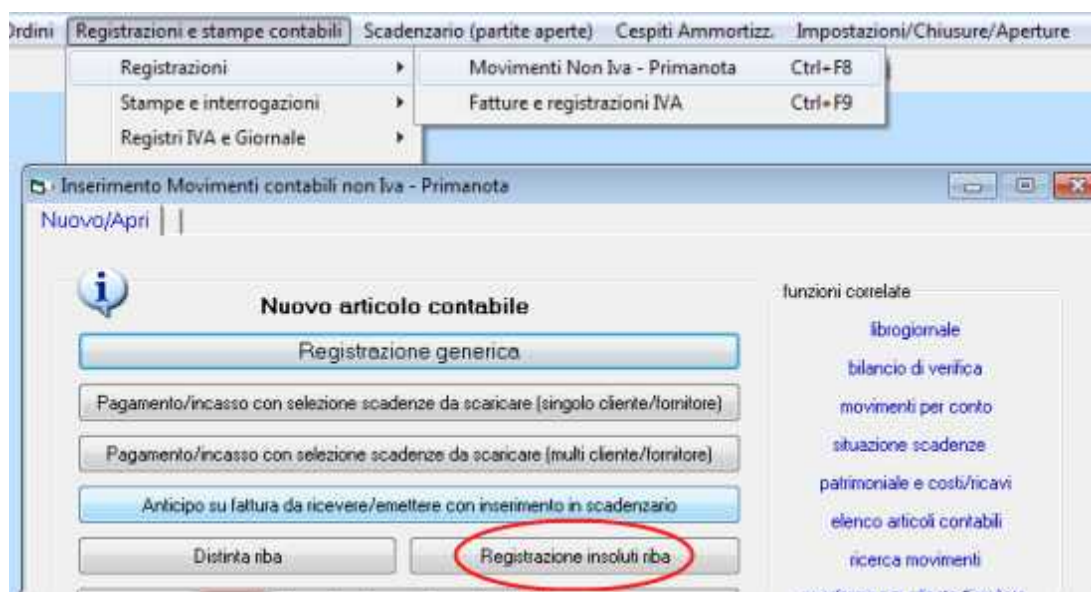 Ordini Registrazioni e stampe contabili Scadenzario (partite aperte) Cespiti Ammortizz. Impostazioni/Chiusure/Aperture
Registrazioni Movimenti Non Iva - Primanota Ctrl+F8
Stampe e interrogazioni Fatture e registrazioni IVA Ctrl+F9
Registri IVA e Giornale
Inserimento Movimenti contabili non Iva - Primanota
Nuovo/Apri
Nuovo articolo contabile
Registrazione generica
Pagamento/incasso con selezione scadenze da scaricare (singolo cliente/fornitore)
Pagamento/incasso con selezione scadenze da scaricare (multi cliente/fornitore)
Anticipo su fattura da ricevere/emettere con inserimento in scadenzario
Distinta riba Registrazione insoluti riba
funzioni correlate
librogiornale
bilancio di verifica
movimenti per conto
situazione scadenze
patrimoniale e costi/ricavi
elenco articoli contabili
ricerca movimenti